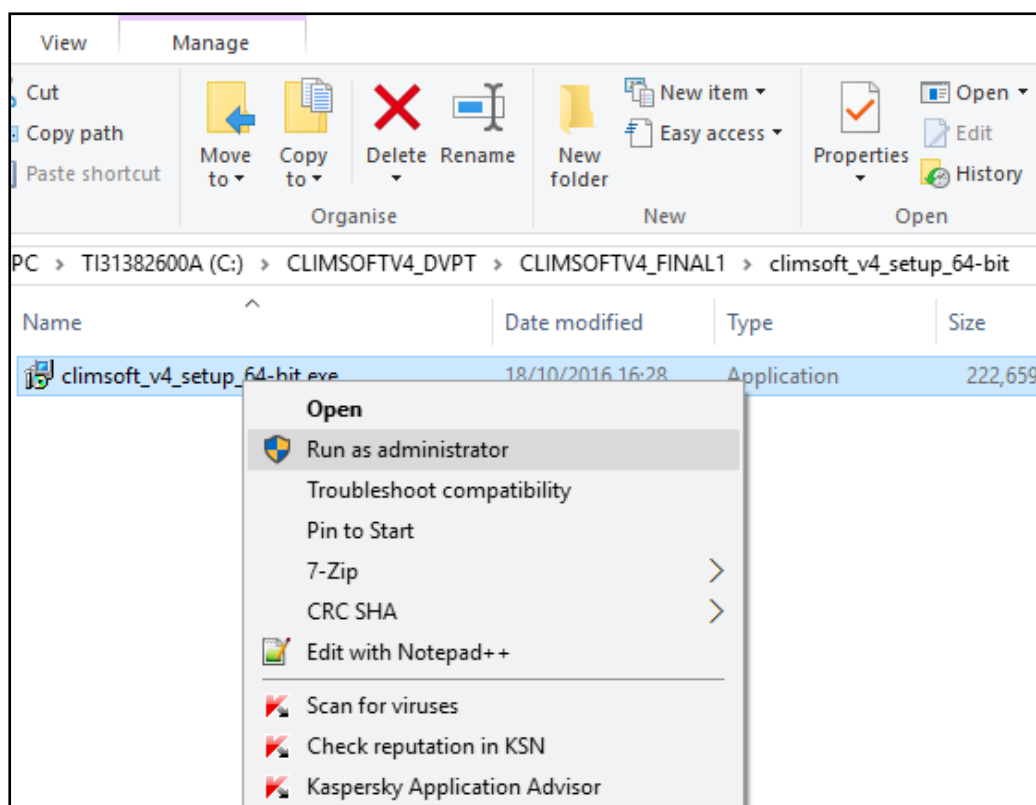 View Manage
Cut
Copy path
Paste shortcut
Move to
Copy to
Delete
Rename
New folder
New item
Easy access
Properties
Open
Edit
History
Organise New Open
PC > TI31382600A (C:) > CLIMSOFTV4_DVPT > CLIMSOFTV4_FINAL1 > climsoft_v4_setup_64-bit
Name Date modified Type Size
climsoft_v4_setup_64-bit.exe 18/10/2016 16:28 Application 222,659
Open
Run as administrator
Troubleshoot compatibility
Pin to Start
7-Zip
CRC SHA
Edit with Notepad++
Scan for viruses
Check reputation in KSN
Kaspersky Application Advisor